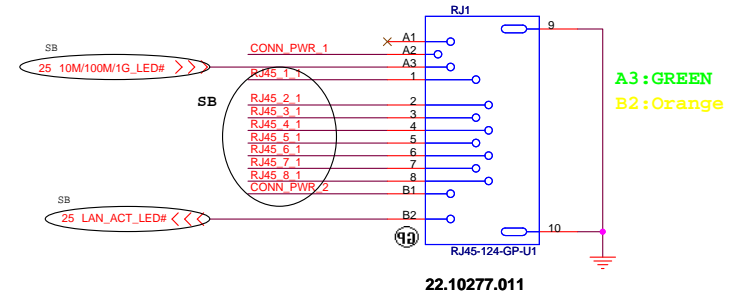 RJ1
A1
9
SB
CONN_PWR_1
A2
25 10M/100M/1G_LED#
A3
RJ45_1_1
1
A3:GREEN
SB
RJ45_2_1
2
B2:Orange
RJ45_3_1
3
RJ45_4_1
4
RJ45_5_1
5
RJ45_6_1
6
RJ45_7_1
7
RJ45_8_1
8
CONN_PWR_2
B1
SB
25 LAN_ACT_LED#
B2
10
GP
RJ45-124-GP-U1
22.10277.011